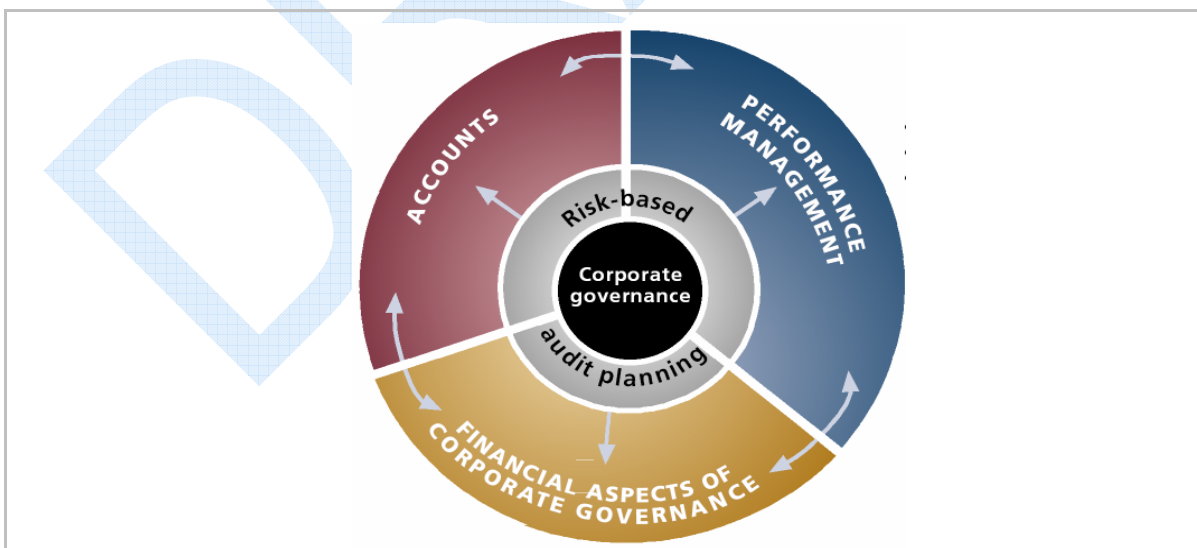 ACCOUNTS
PERFORMANCE
MANAGEMENT
Risk-based
Corporate
governance
audit planning
FINANCIAL ASPECTS OF
CORPORATE GOVERNANCE